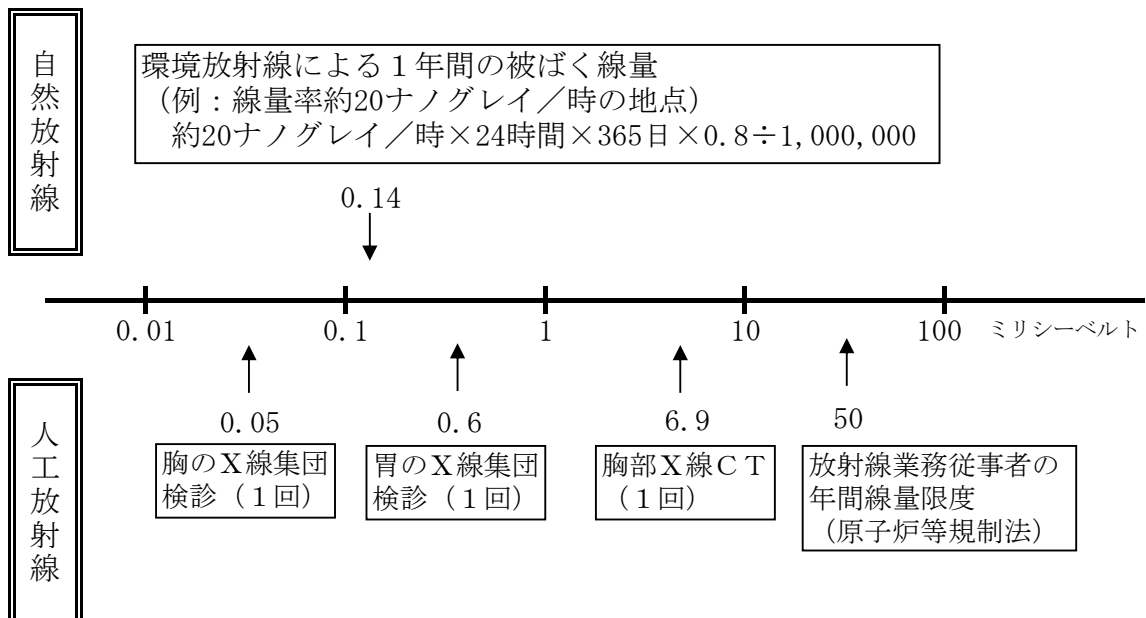 自然放射線
環境放射線による１年間の被ばく線量
（例：線量率約20ナノグレイ／時の地点）
約20ナノグレイ／時×24時間×365日×0.8÷1,000,000
0.14
0.01
0.1
1
10
100
ミリシーベルト
人工放射線
0.05
胸のＸ線集団
検診（１回）
0.6
胃のＸ線集団
検診（１回）
6.9
胸部Ｘ線ＣＴ
（１回）
50
放射線業務従事者の
年間線量限度
（原子炉等規制法）